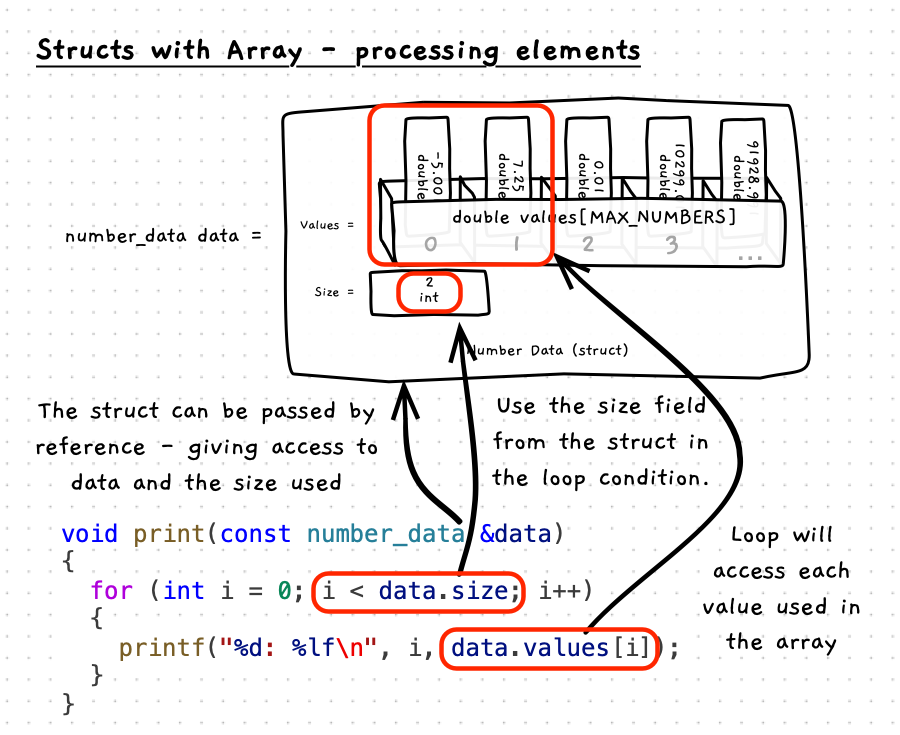 Structs with Array - processing elements
-5.00
double
7.25
double
0.01
double
10299.
double
91928.9
double
double values[MAX_NUMBERS]
number_data data =
Values =
0 1 2 3 ...
Size =
2
int
Number Data (struct)
The struct can be passed by
reference - giving access to
data and the size used
Use the size field
from the struct in
the loop condition.
void print(const number_data &data)
{
for (int i = 0; i < data.size; i++)
{
printf("%d: %lf\n", i, data.values[i]);
}
}
Loop will
access each
value used in
the array